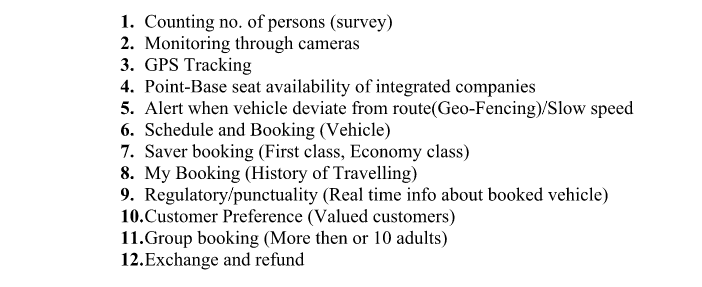 1. Counting no. of persons (survey)
2. Monitoring through cameras
3. GPS Tracking
4. Point-Base seat availability of integrated companies
5. Alert when vehicle deviate from route(Geo-Fencing)/Slow speed
6. Schedule and Booking (Vehicle)
7. Saver booking (First class, Economy class)
8. My Booking (History of Travelling)
9. Regulatory/punctuality (Real time info about booked vehicle)
10.Customer Preference (Valued customers)
11.Group booking (More then or 10 adults)
12.Exchange and refund